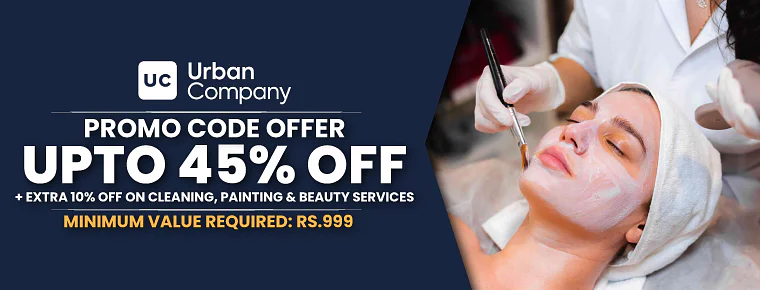 UC
Urban
Company
PROMO CODE OFFER
UPTO 45% OFF
+ EXTRA 10% OFF ON CLEANING, PAINTING & BEAUTY SERVICES
MINIMUM VALUE REQUIRED: RS.999